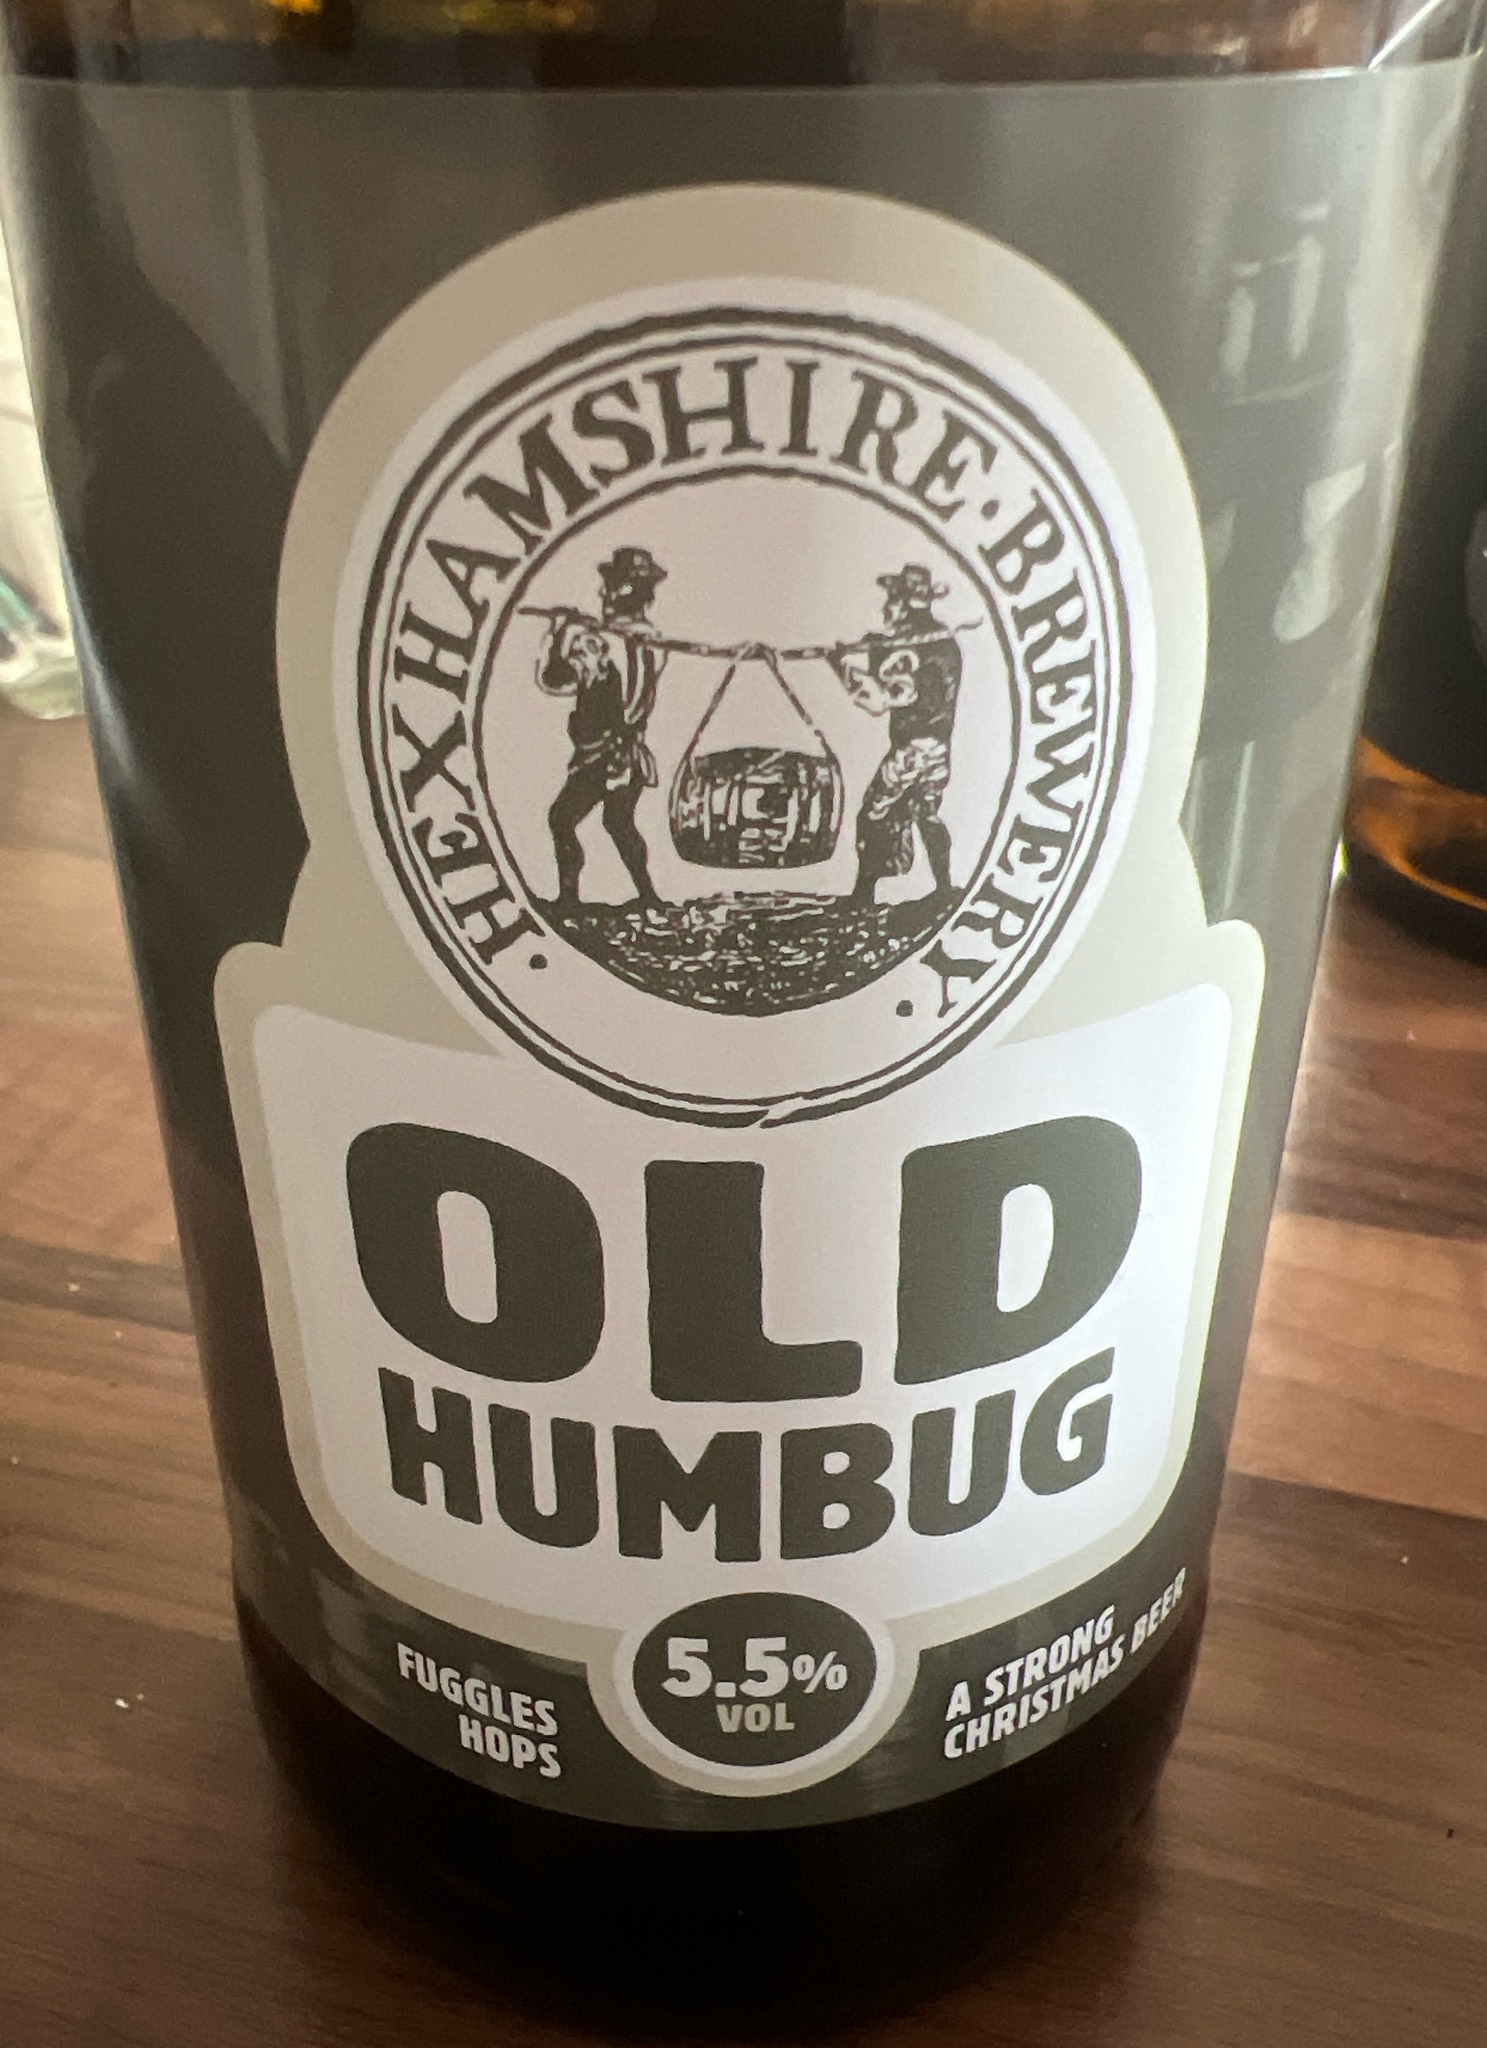 · HEXHAMSHIRE · BREWERY ·
OLD
HUMBUG
5.5%
VOL
FUGGLES
HOPS
A STRONG
CHRISTMAS BEER